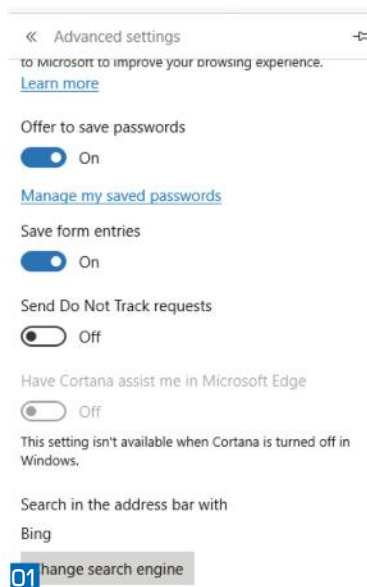 « Advanced settings
to Microsoft to improve your browsing experience.
Learn more
Offer to save passwords
On
Manage my saved passwords
Save form entries
On
Send Do Not Track requests
Off
Have Cortana assist me in Microsoft Edge
Off
This setting isn't available when Cortana is turned off in
Windows.
Search in the address bar with
Bing
hange search engine
01